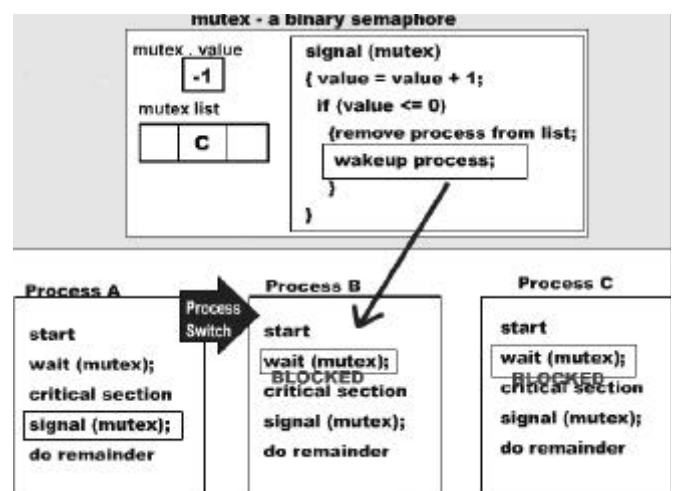 mutex - a binary semaphore
mutex . value
-1
mutex list
C
signal (mutex)
{ value = value + 1;
if (value <= 0)
{remove process from list;
wakeup process;
}
}
Process A
start
wait (mutex);
critical section
signal (mutex);
do remainder
Process
Switch
Process B
start
wait (mutex);
BLOCKED
critical section
signal (mutex);
do remainder
Process C
start
wait (mutex);
BLOCKED
critical section
signal (mutex);
do remainder